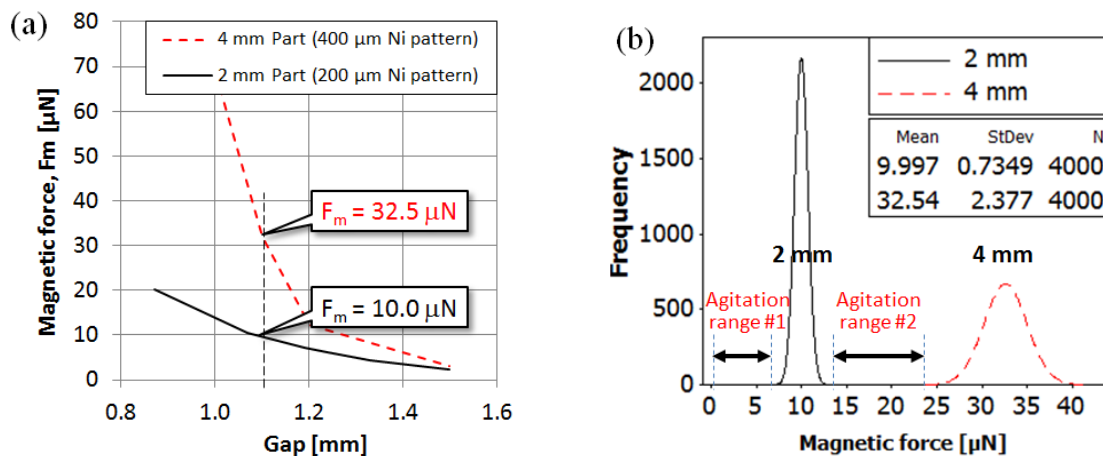 (a)
80
70
60
50
40
30
20
10
0
Magnetic force, Fm [µN]
4 mm Part (400 µm Ni pattern)
2 mm Part (200 µm Ni pattern)
Fm = 32.5 µN
Fm = 10.0 µN
0.8 1.0 1.2 1.4 1.6
Gap [mm]
(b)
2000
1500
1000
500
0
Frequency
2 mm
4 mm
Mean StDev N
9.997 0.7349 4000
32.54 2.377 4000
2 mm
4 mm
Agitation
range #1
Agitation
range #2
0 5 10 15 20 25 30 35 40
Magnetic force [µN]